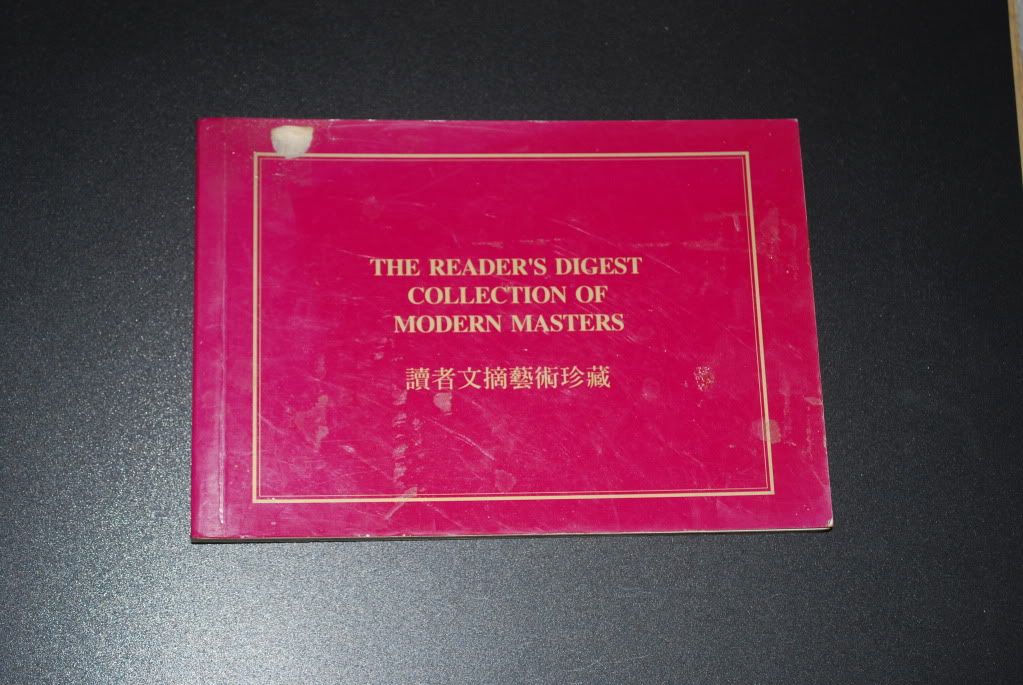 THE READER'S DIGEST
COLLECTION OF
MODERN MASTERS
讀者文摘藝術珍藏